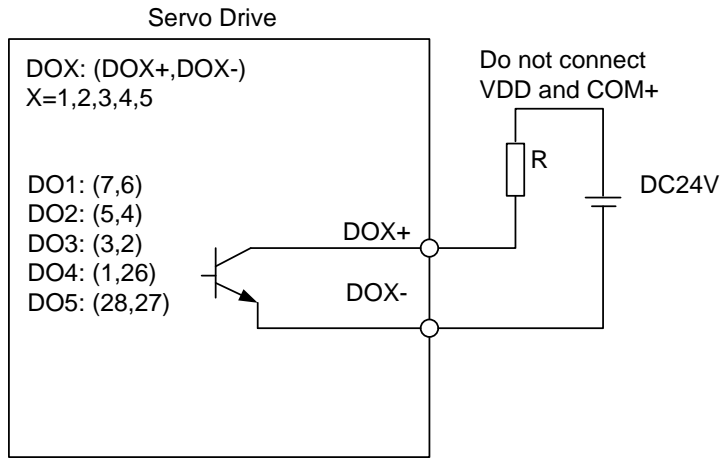 Servo Drive
DOX: (DOX+,DOX-)
X=1,2,3,4,5
Do not connect
VDD and COM+
R
DC24V
DO1: (7,6)
DO2: (5,4)
DO3: (3,2)
DO4: (1,26)
DO5: (28,27)
DOX+
DOX-